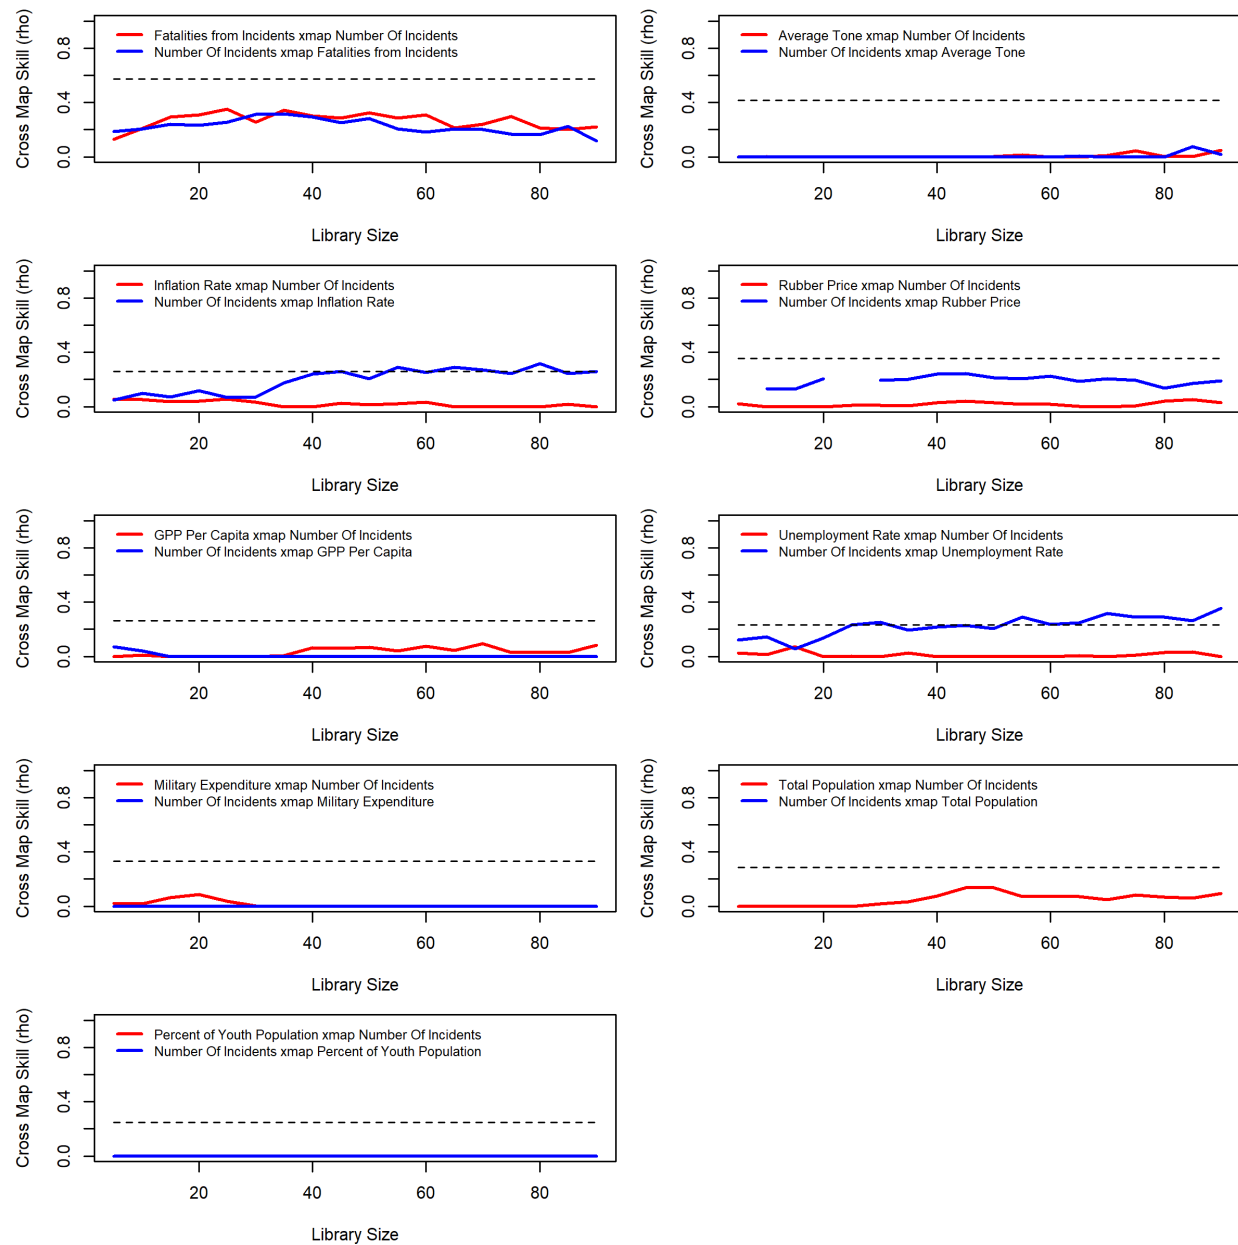 Cross Map Skill (rho)
0.0 0.4 0.8
Fatalities from Incidents xmap Number Of Incidents
Number Of Incidents xmap Fatalities from Incidents
20 40 60 80
Library Size
Cross Map Skill (rho)
0.0 0.4 0.8
Average Tone xmap Number Of Incidents
Number Of Incidents xmap Average Tone
20 40 60 80
Library Size
Cross Map Skill (rho)
0.0 0.4 0.8
Inflation Rate xmap Number Of Incidents
Number Of Incidents xmap Inflation Rate
20 40 60 80
Library Size
Cross Map Skill (rho)
0.0 0.4 0.8
Rubber Price xmap Number Of Incidents
Number Of Incidents xmap Rubber Price
20 40 60 80
Library Size
Cross Map Skill (rho)
0.0 0.4 0.8
GPP Per Capita xmap Number Of Incidents
Number Of Incidents xmap GPP Per Capita
20 40 60 80
Library Size
Cross Map Skill (rho)
0.0 0.4 0.8
Unemployment Rate xmap Number Of Incidents
Number Of Incidents xmap Unemployment Rate
20 40 60 80
Library Size
Cross Map Skill (rho)
0.0 0.4 0.8
Military Expenditure xmap Number Of Incidents
Number Of Incidents xmap Military Expenditure
20 40 60 80
Library Size
Cross Map Skill (rho)
0.0 0.4 0.8
Total Population xmap Number Of Incidents
Number Of Incidents xmap Total Population
20 40 60 80
Library Size
Cross Map Skill (rho)
0.0 0.4 0.8
Percent of Youth Population xmap Number Of Incidents
Number Of Incidents xmap Percent of Youth Population
20 40 60 80
Library Size